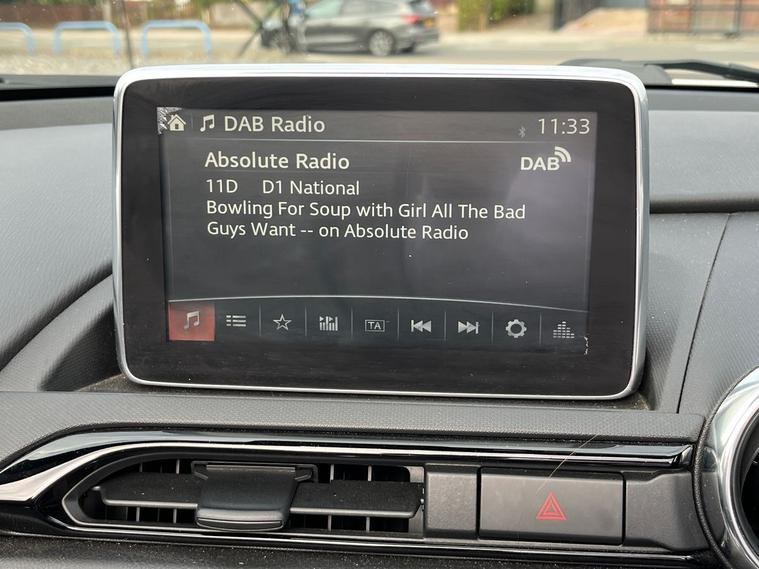 DAB Radio 11:33
Absolute Radio DAB
11D D1 National
Bowling For Soup with Girl All The Bad
Guys Want -- on Absolute Radio
TA